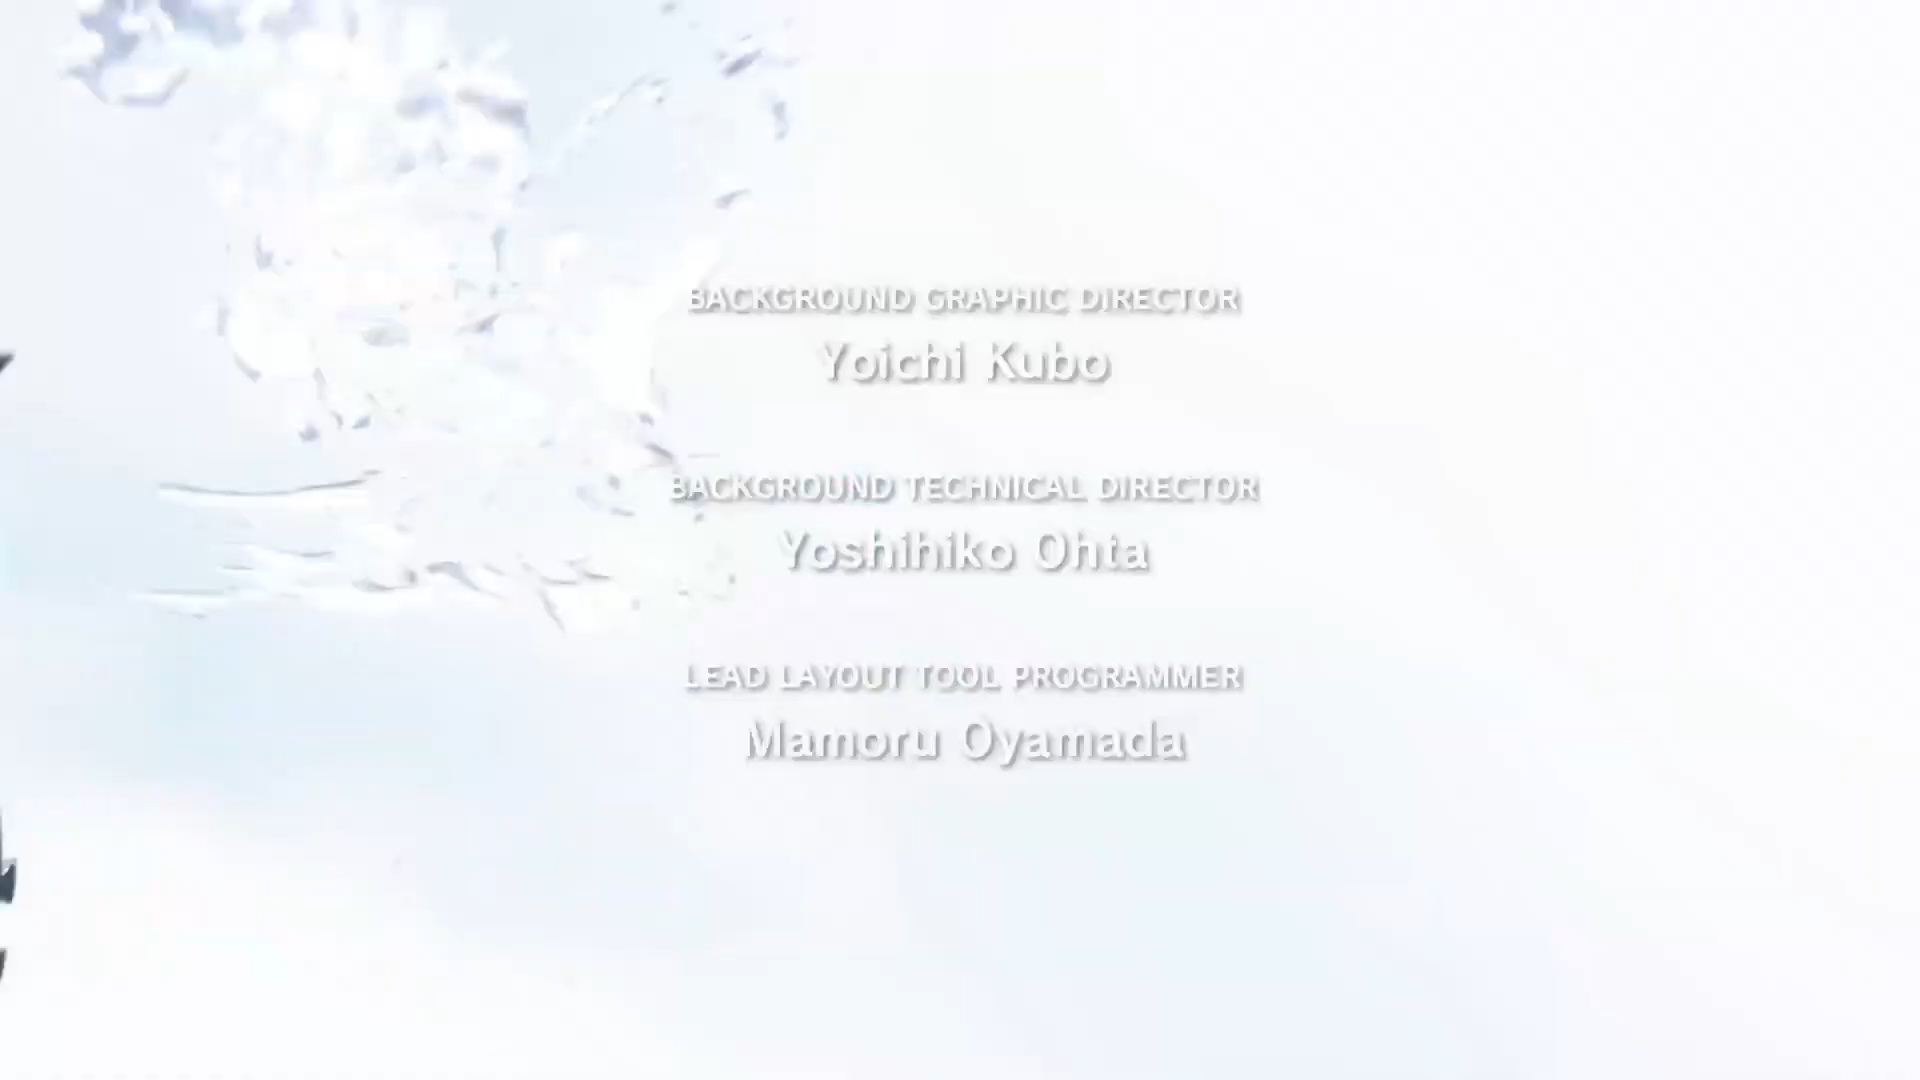 BACKGROUND GRAPHIC DIRECTOR
Yoichi Kubo
BACKGROUND TECHNICAL DIRECTOR
Yoshihiko Ohta
LEAD LAYOUT TOOL PROGRAMMER
Mamoru Oyamada